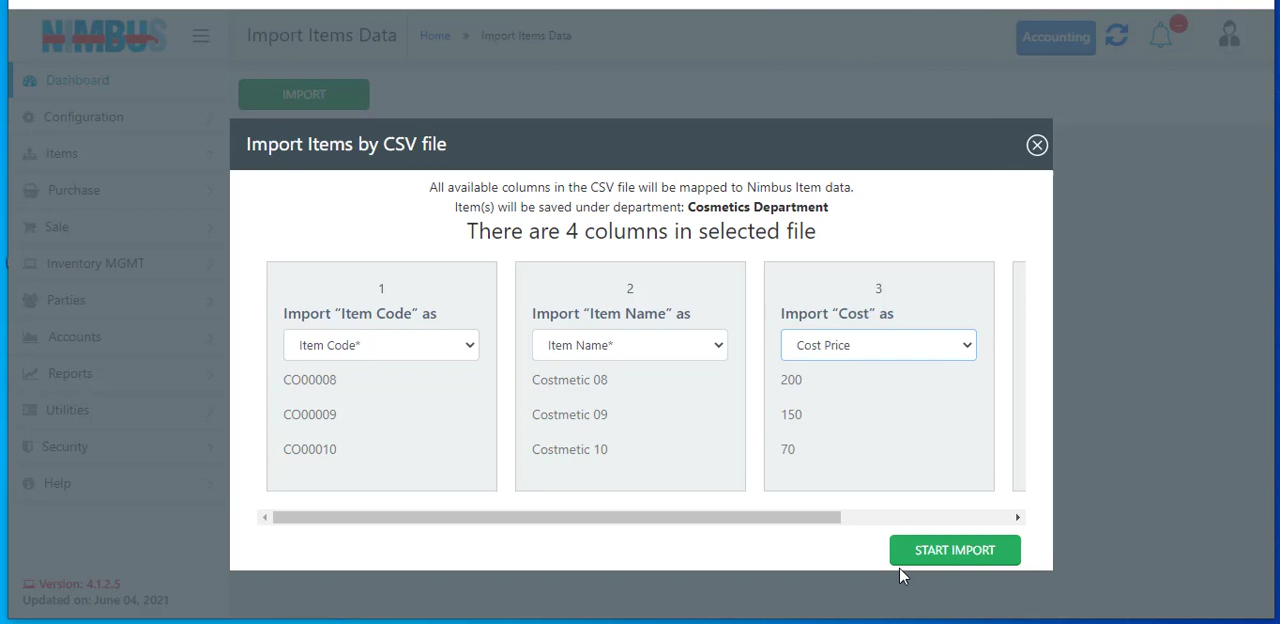 NIMBUS
Import Items Data
Home » Import Items Data
Accounting
Dashboard
Configuration
Items
Purchase
Sale
Inventory MGMT
Parties
Accounts
Reports
Utilities
Security
Help
Version: 4.1.2.5
Updated on: June 04, 2021
IMPORT
Import Items by CSV file
All available columns in the CSV file will be mapped to Nimbus Item data.
Item(s) will be saved under department: Cosmetics Department
There are 4 columns in selected file
1
Import “Item Code” as
Item Code*
CO00008
CO00009
CO00010
2
Import “Item Name” as
Item Name*
Costmetic 08
Costmetic 09
Costmetic 10
3
Import “Cost” as
Cost Price
200
150
70
START IMPORT